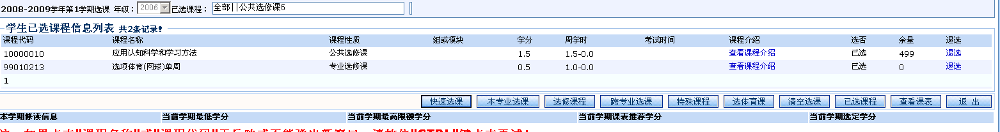 2008-2009学年第1学期选课 年级：2006 已选课程：全部||公共选修课5
学生已选课程信息列表 共2条记录!
课程代码 课程名称 课程性质 组或模块 学分 周学时 考试时间 课程介绍 选否 余量 退选
10000010 应用认知科学和学习方法 公共选修课 1.5 1.5-0.0 查看课程介绍 已选 499 退选
99010213 选项体育(网球)单周 专业选修课 0.5 1.0-0.0 查看课程介绍 已选 0 退选
1
快速选课 本专业选课 选修课程 跨专业选课 特殊课程 选体育课 清空选课 已选课程 查看课表 退 出
本学期修读信息 当前学期最低学分 当前学期最高限额学分 当前学期课表推荐学分 当前学期选定学分